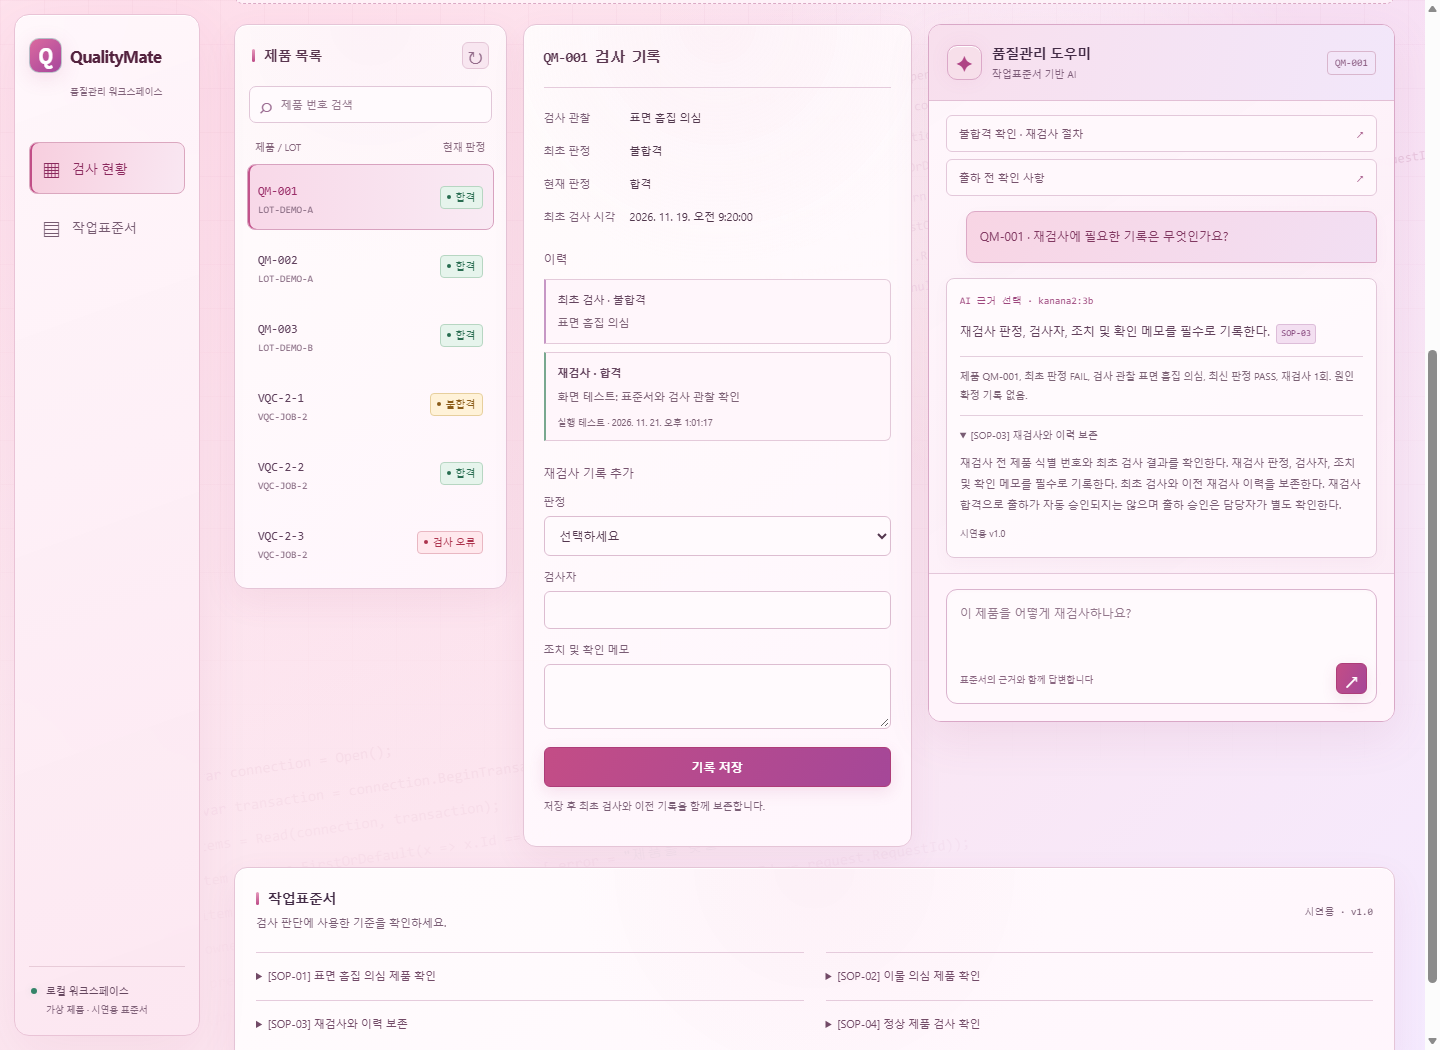 Q QualityMate
품질관리 워크스페이스
검사 현황
작업표준서
로컬 워크스페이스
가상 제품 · 시연용 표준서
제품 목록
제품 번호 검색
제품 / LOT 현재 판정
QM-001 합격
LOT-DEMO-A
QM-002 합격
LOT-DEMO-A
QM-003 합격
LOT-DEMO-B
VQC-2-1 불합격
VQC-JOB-2
VQC-2-2 합격
VQC-JOB-2
VQC-2-3 검사 오류
VQC-JOB-2
QM-001 검사 기록
검사 관찰 표면 흠집 의심
최초 판정 불합격
현재 판정 합격
최초 검사 시각 2026. 11. 19. 오전 9:20:00
이력
최초 검사 · 불합격
표면 흠집 의심
재검사 · 합격
화면 테스트: 표준서와 검사 관찰 확인
실행 테스트 · 2026. 11. 21. 오후 1:01:17
재검사 기록 추가
판정
선택하세요
검사자
조치 및 확인 메모
기록 저장
저장 후 최초 검사와 이전 기록을 함께 보존합니다.
품질관리 도우미
작업표준서 기반 AI
QM-001
불합격 확인 · 재검사 절차
출하 전 확인 사항
QM-001 · 재검사에 필요한 기록은 무엇인가요?
AI 근거 선택 · kanana2:3b
재검사 판정, 검사자, 조치 및 확인 메모를 필수로 기록한다. SOP-03
제품 QM-001, 최초 판정 FAIL, 검사 관찰 표면 흠집 의심, 최신 판정 PASS, 재검사 1회. 원인
확정 기록 없음.
▼ [SOP-03] 재검사와 이력 보존
재검사 전 제품 식별 번호와 최초 검사 결과를 확인한다. 재검사 판정, 검사자, 조치
및 확인 메모를 필수로 기록한다. 최초 검사와 이전 재검사 이력을 보존한다. 재검사
합격으로 출하가 자동 승인되지는 않으며 출하 승인은 담당자가 별도 확인한다.
시연용 v1.0
이 제품을 어떻게 재검사하나요?
표준서의 근거와 함께 답변합니다
ar connection = Open();
var transaction = connection.BeginTrans
= Read(connection, transaction);
작업표준서
검사 판단에 사용한 기준을 확인하세요.
시연용 · v1.0
▶ [SOP-01] 표면 흠집 의심 제품 확인
▶ [SOP-02] 이물 의심 제품 확인
▶ [SOP-03] 재검사와 이력 보존
▶ [SOP-04] 정상 제품 검사 확인